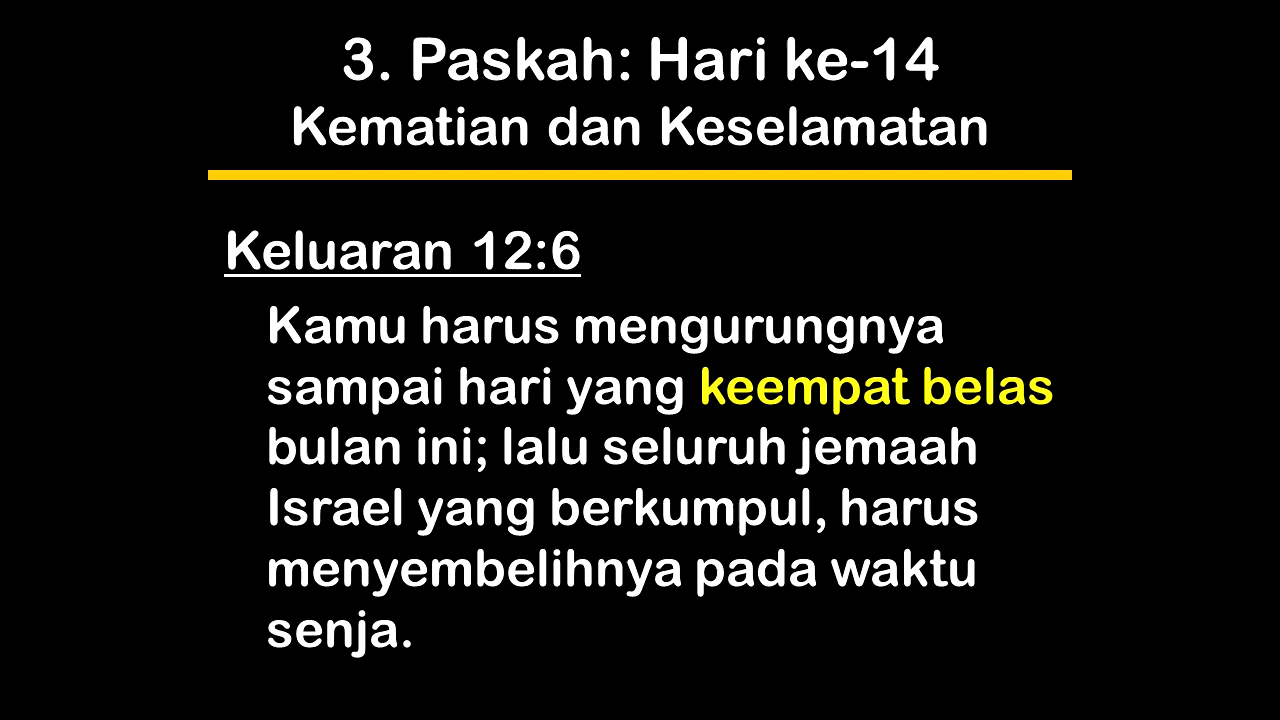 3. Paskah: Hari ke-14
Kematian dan Keselamatan
Keluaran 12:6
Kamu harus mengurungnya
sampai hari yang keempat belas
bulan ini; lalu seluruh jemaah
Israel yang berkumpul, harus
menyembelihnya pada waktu
senja.